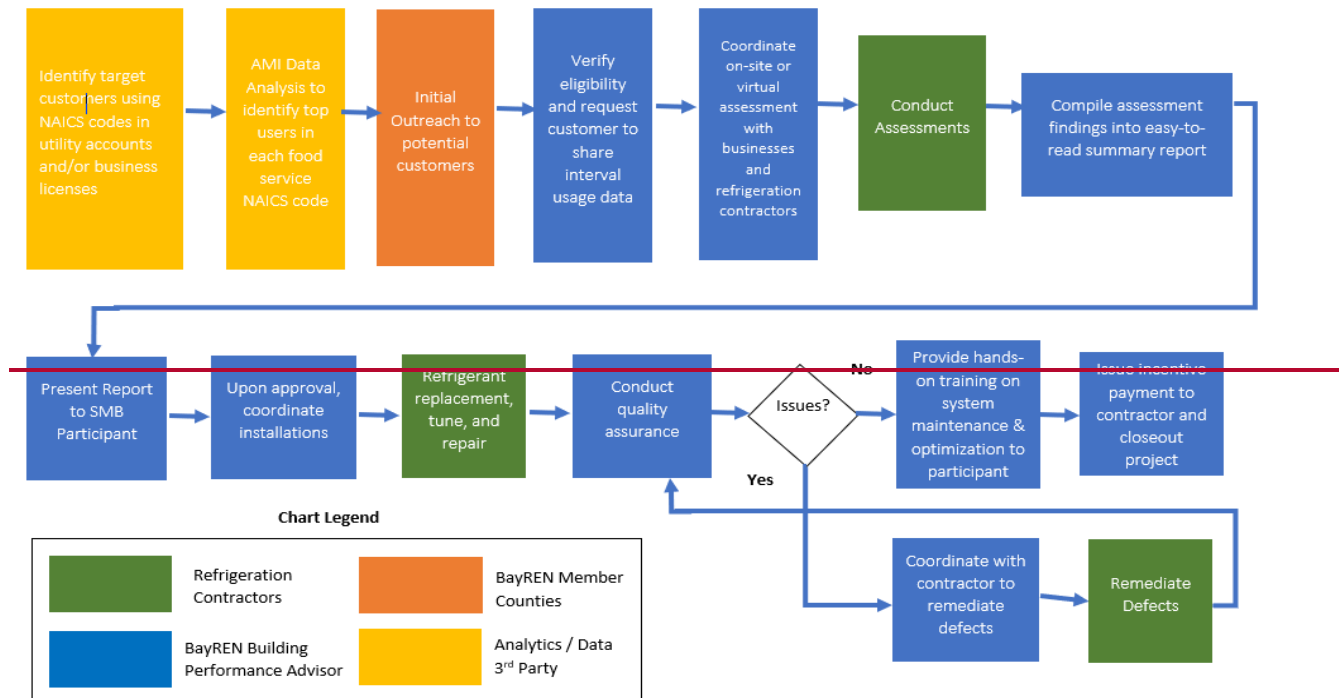 Identify target
customers using
NAICS codes in
utility accounts
and/or business
licenses
AMI Data
Analysis to
identify top
users in
each food
service
NAICS code
Initial
Outreach to
potential
customers
Verify
eligibility
and request
customer to
share
interval
usage data
Coordinate
on-site or
virtual
assessment
with
businesses
and
refrigeration
contractors
Conduct
Assessments
Compile assessment
findings into easy-to-
read summary report
Present Report
to SMB
Participant
Upon approval,
coordinate
installations
Refrigerant
replacement,
tune, and
repair
Conduct
quality
assurance
Issues?
No
Yes
Provide hands-
on training on
system
maintenance &
optimization to
participant
Issue incentive
payment to
contractor and
closeout
project
Coordinate with
contractor to
remediate
defects
Remediate
Defects
Chart Legend
Refrigeration
Contractors
BayREN Member
Counties
BayREN Building
Performance Advisor
Analytics / Data
3rd Party